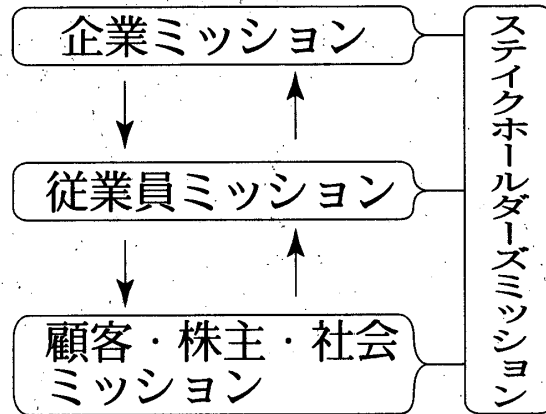 企業ミッション
従業員ミッション
顧客・株主・社会
ミッション
ステイクホールダーズミッション